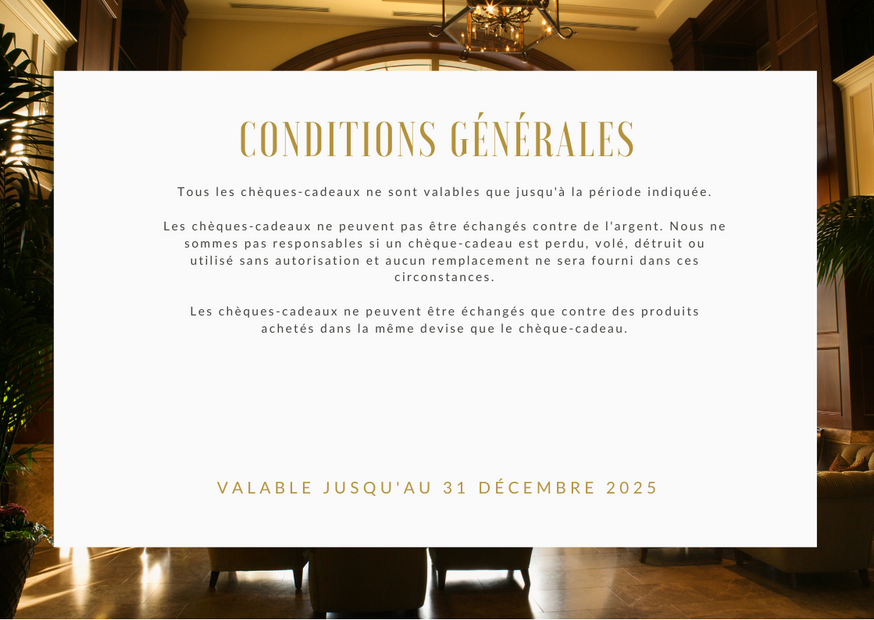 CONDITIONS GÉNÉRALES
Tous les chèques-cadeaux ne sont valables que jusqu'à la période indiquée.
Les chèques-cadeaux ne peuvent pas être échangés contre de l'argent. Nous ne
sommes pas responsables si un chèque-cadeau est perdu, volé, détruit ou
utilisé sans autorisation et aucun remplacement ne sera fourni dans ces
circonstances.
Les chèques-cadeaux ne peuvent être échangés que contre des produits
achetés dans la même devise que le chèque-cadeau.
VALABLE JUSQU'AU 31 DÉCEMBRE 2025